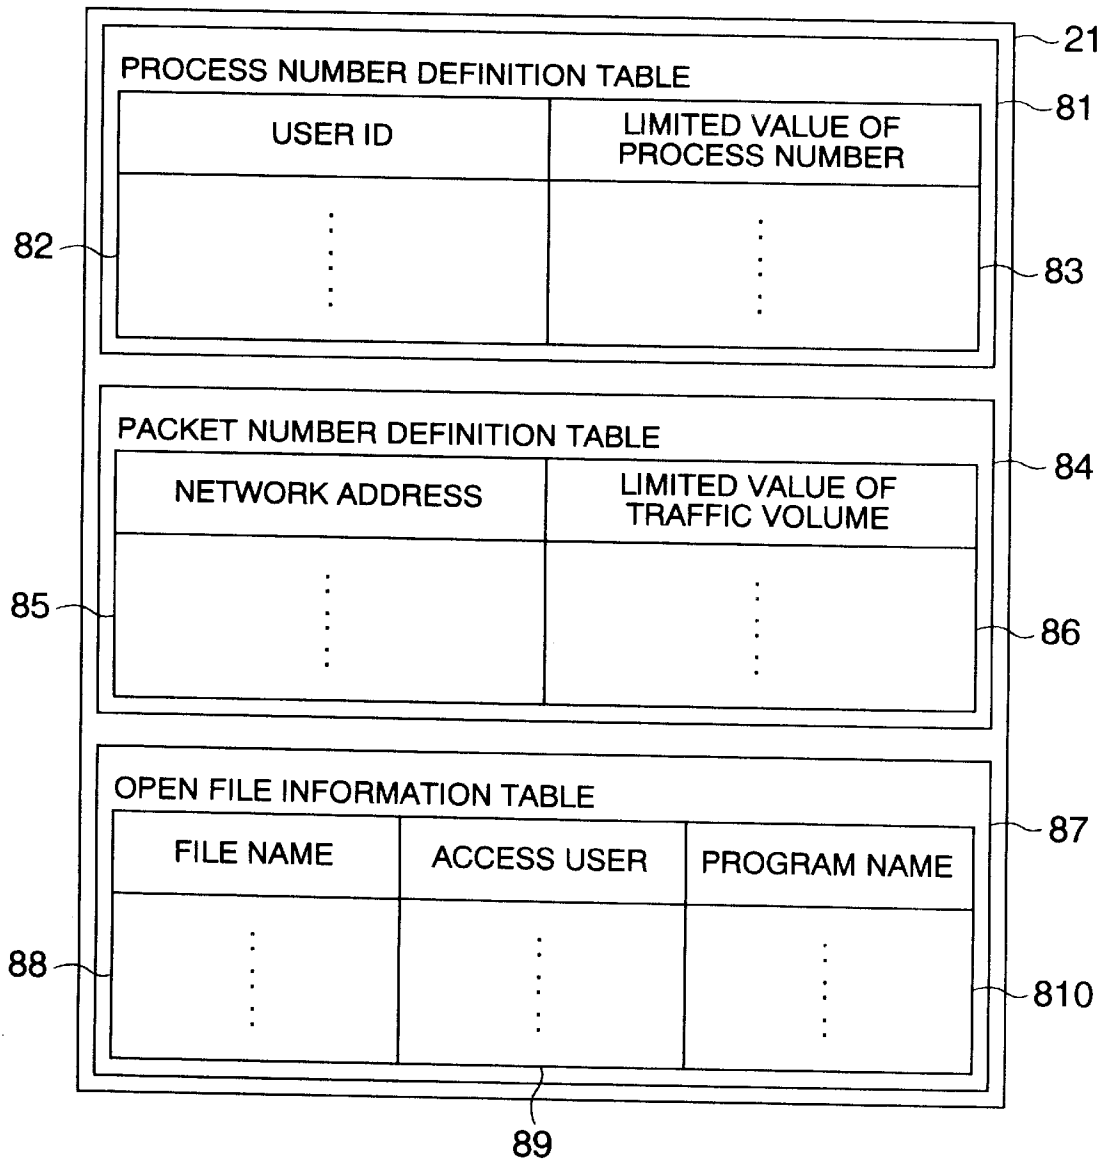 21
PROCESS NUMBER DEFINITION TABLE
81
USER ID
LIMITED VALUE OF
PROCESS NUMBER
82
83
PACKET NUMBER DEFINITION TABLE
84
NETWORK ADDRESS
LIMITED VALUE OF
TRAFFIC VOLUME
85
86
OPEN FILE INFORMATION TABLE
87
FILE NAME
ACCESS USER
PROGRAM NAME
88
810
89